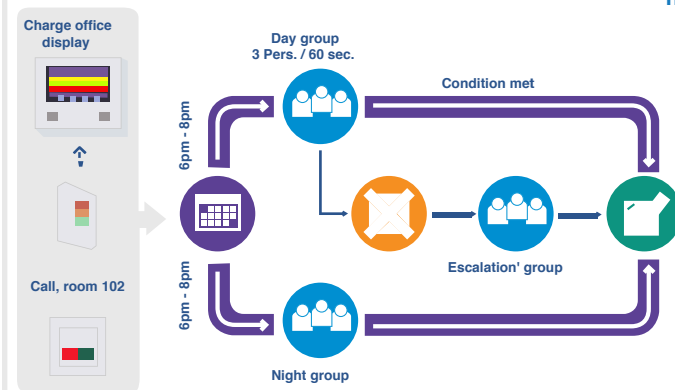 Charge office
display
Day group
3 Pers. / 60 sec.
Condition met
6pm - 8pm
Escalation' group
Call, room 102
6pm - 8pm
Night group